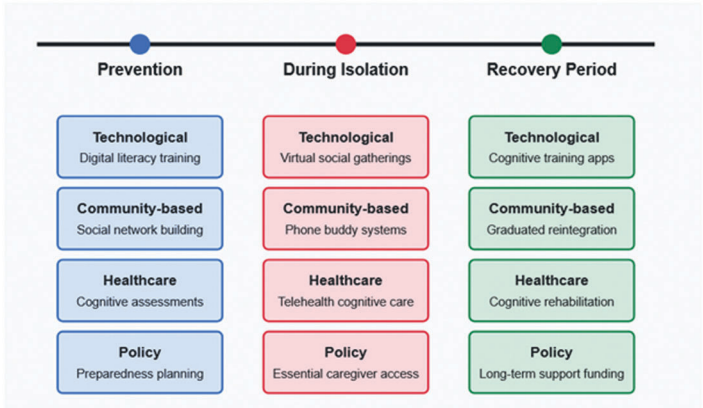 Prevention
During Isolation
Recovery Period
Technological
Digital literacy training
Technological
Virtual social gatherings
Technological
Cognitive training apps
Community-based
Social network building
Community-based
Phone buddy systems
Community-based
Graduated reintegration
Healthcare
Cognitive assessments
Healthcare
Telehealth cognitive care
Healthcare
Cognitive rehabilitation
Policy
Preparedness planning
Policy
Essential caregiver access
Policy
Long-term support funding